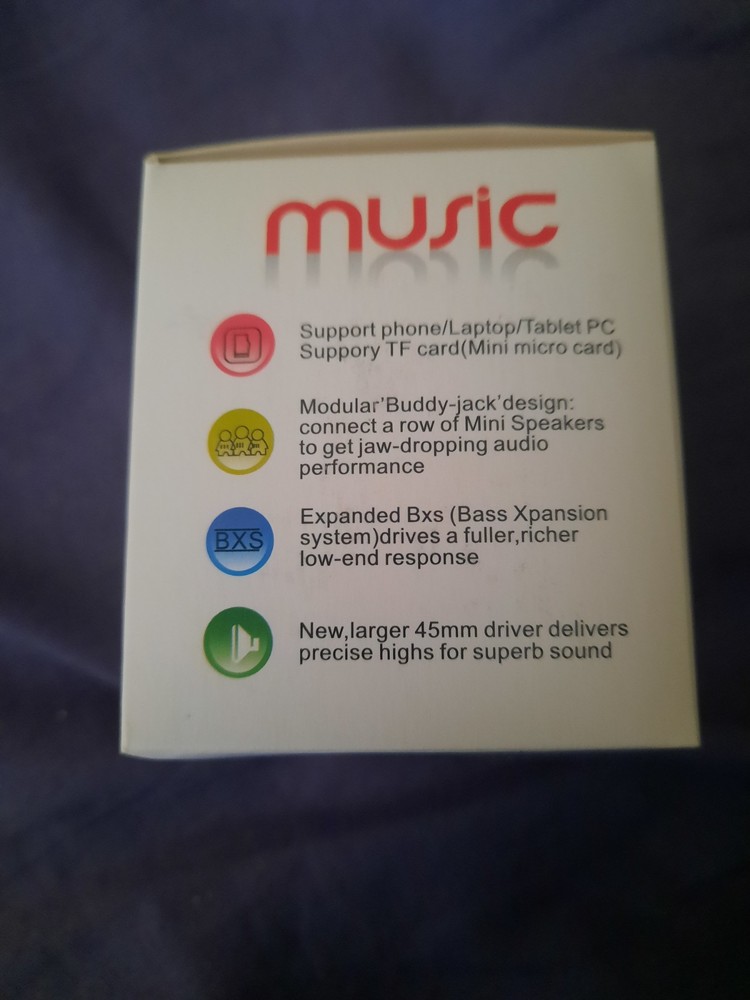 music
Support phone/Laptop/Tablet PC
Suppory TF card(Mini micro card)
Modular'Buddy-jack'design:
connect a row of Mini Speakers
to get jaw-dropping audio
performance
BXS
Expanded Bxs (Bass Xpansion
system)drives a fuller,richer
low-end response
New,larger 45mm driver delivers
precise highs for superb sound